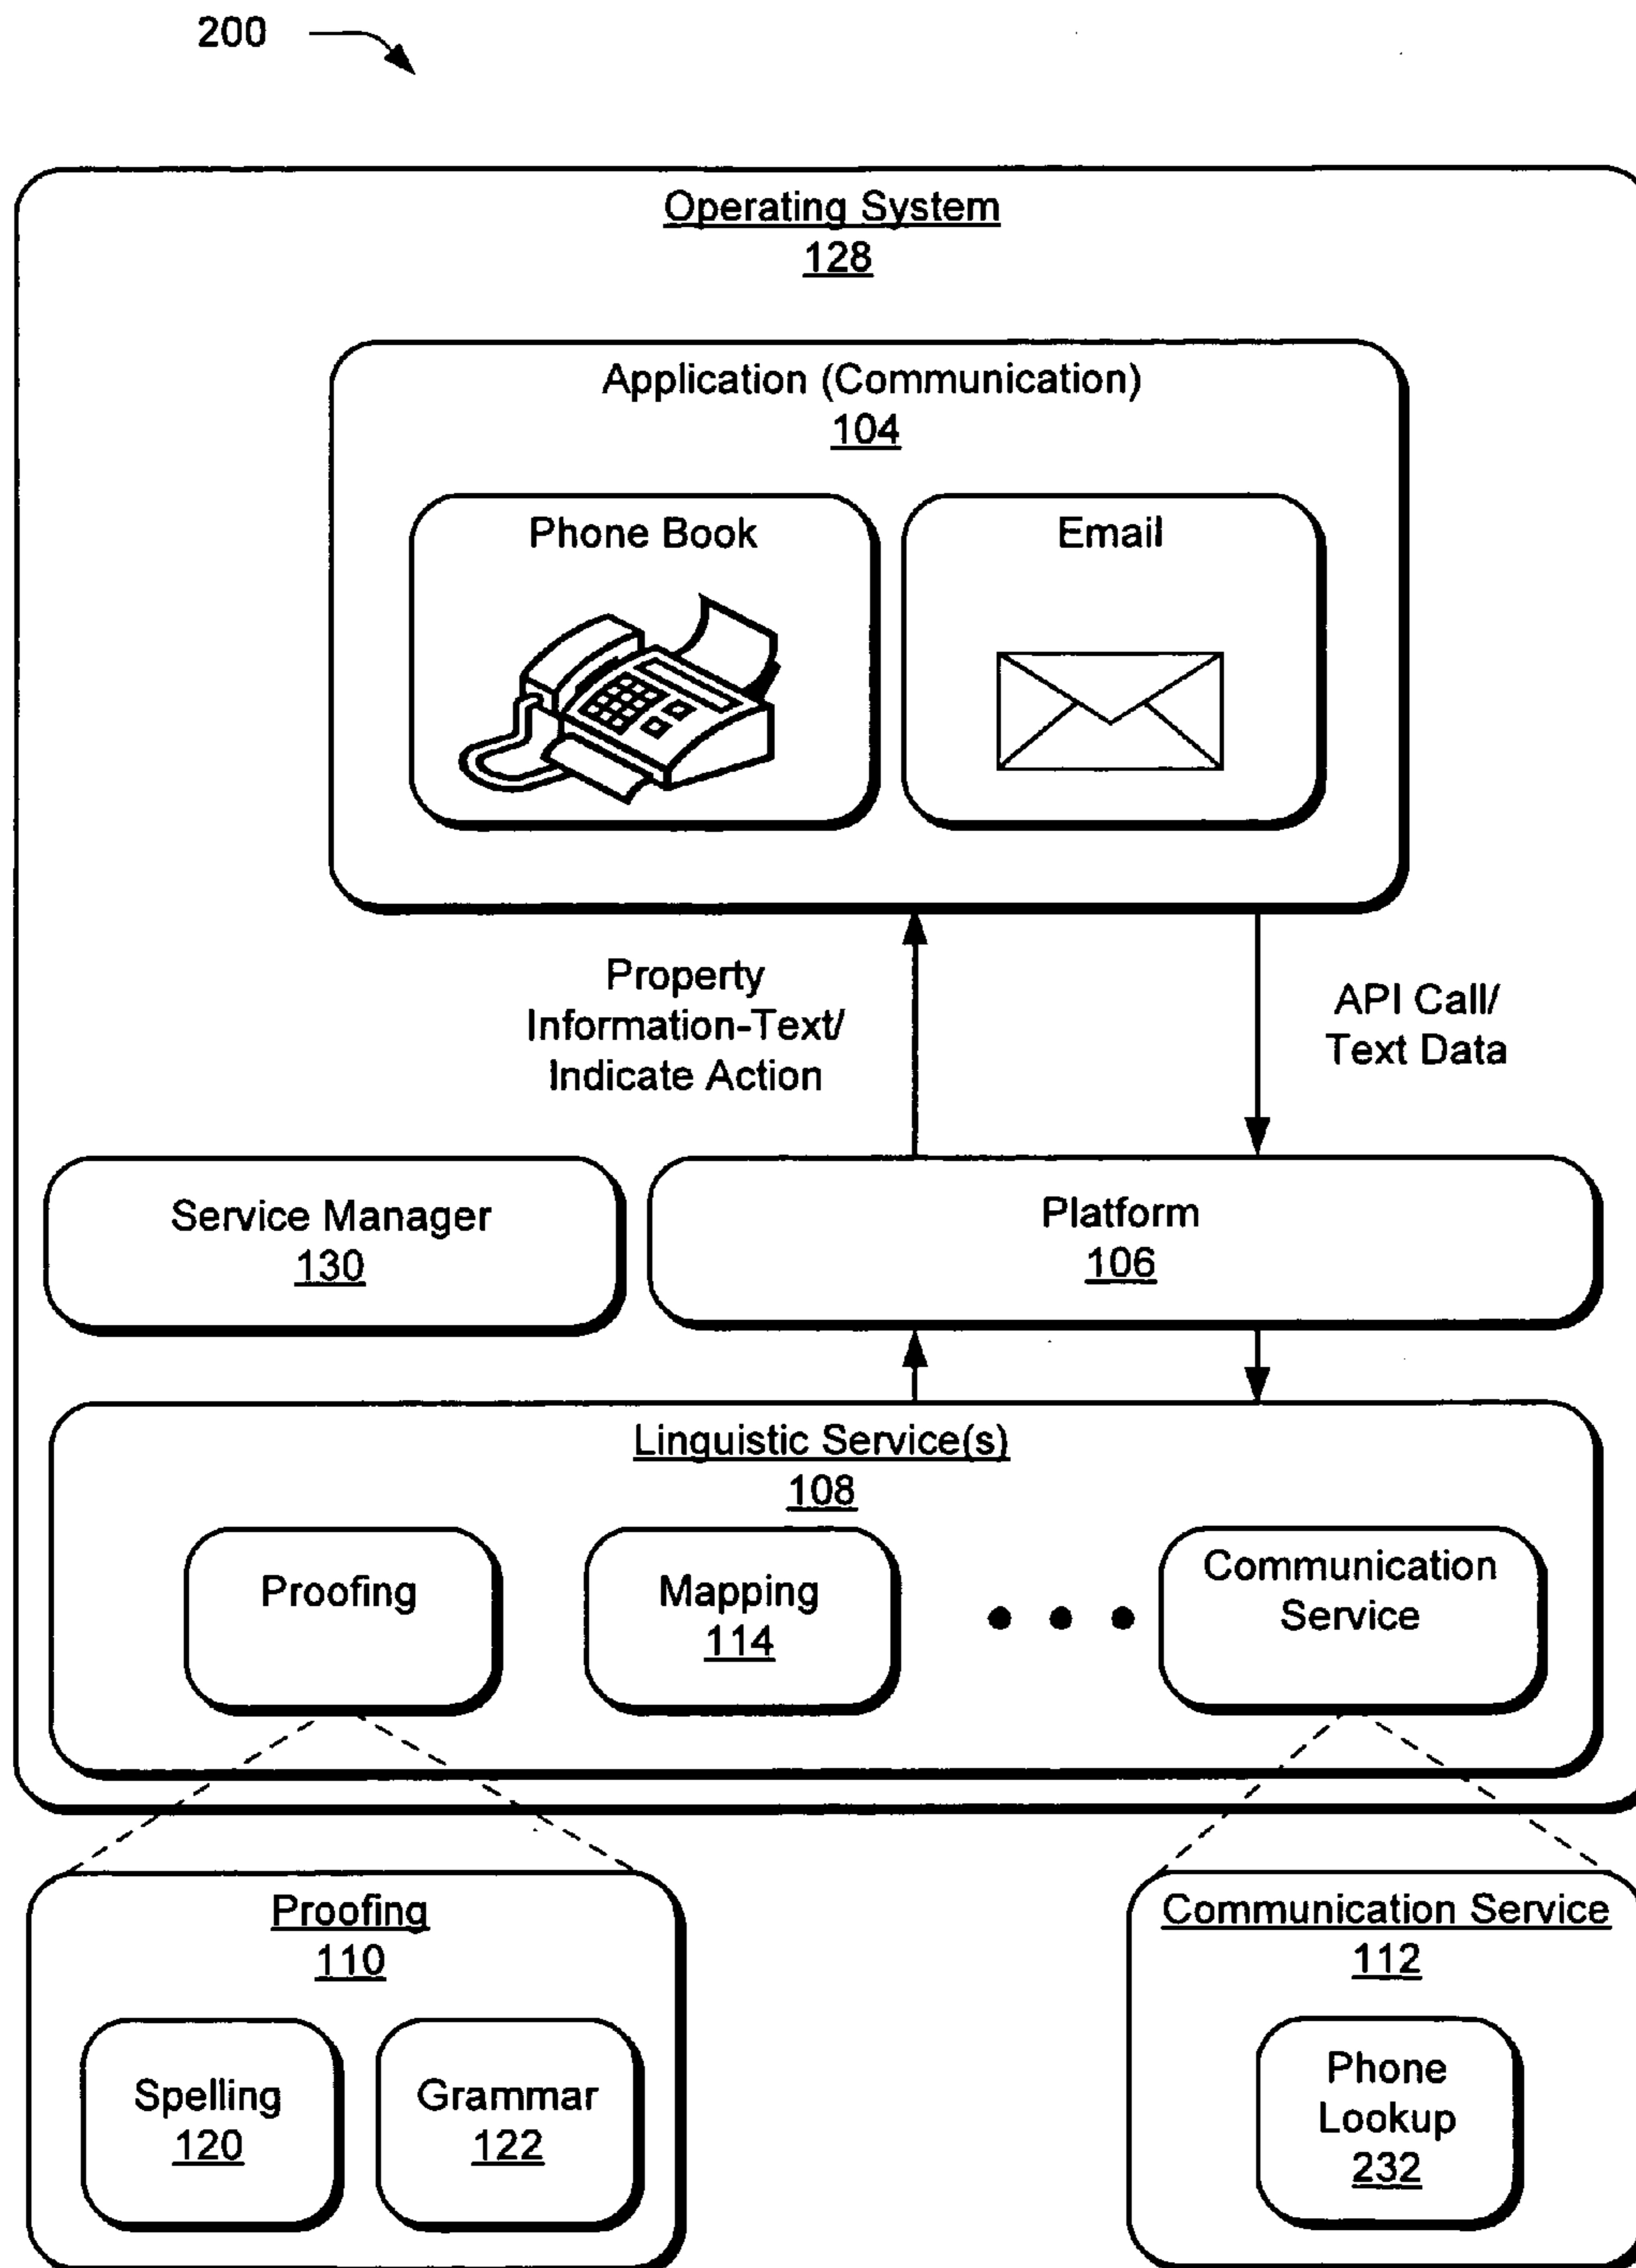 200
Operating System
128
Application (Communication)
104
Phone Book
Email
Property
Information-Text/
Indicate Action
API Call/
Text Data
Service Manager
130
Platform
106
Linguistic Service(s)
108
Proofing
Mapping
114
Communication
Service
Proofing
110
Spelling
120
Grammar
122
Communication Service
112
Phone
Lookup
232